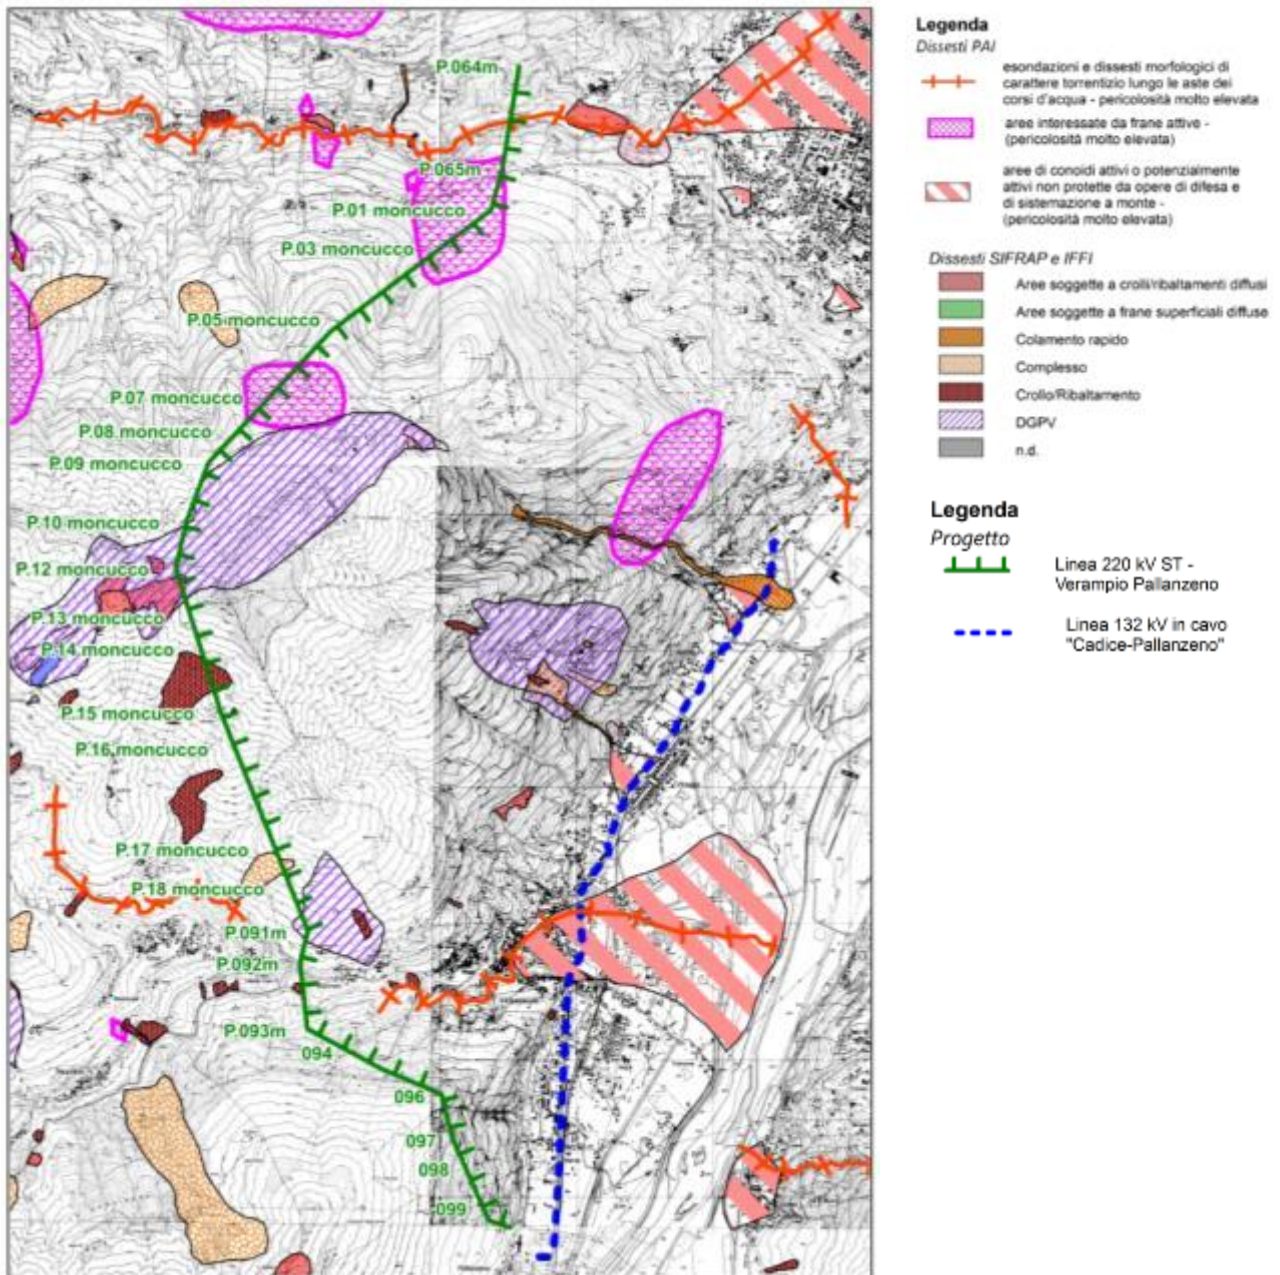 P.064m
P.065m
P.01 moncucco
P.03 moncucco
P.05 moncucco
P.07 moncucco
P.08 moncucco
P.09 moncucco
P.10 moncucco
P.12 moncucco
P.13 moncucco
P.14 moncucco
P.15 moncucco
P.16 moncucco
P.17 moncucco
P.18 moncucco
P.091m
P.092m
P.093m
094
096
097
098
099
Legenda
Dissesti PAI
esondazioni e dissesti morfologici di
carattere torrentizio lungo le aste dei
corsi d'acqua - pericolosità molto elevata
aree interessate da frane attive -
(pericolosità molto elevata)
aree di conoidi attivi o potenzialmente
attivi non protette da opere di difesa e
di sistemazione a monte -
(pericolosità molto elevata)
Dissesti SIFRAP e IFFI
Aree soggette a crolli/ribaltamenti diffusi
Aree soggette a frane superficiali diffuse
Colamento rapido
Complesso
Crollo/Ribaltamento
DGPV
n.d.
Legenda
Progetto
Linea 220 kV ST -
Verampio Pallanzeno
Linea 132 kV in cavo
"Cadice-Pallanzeno"